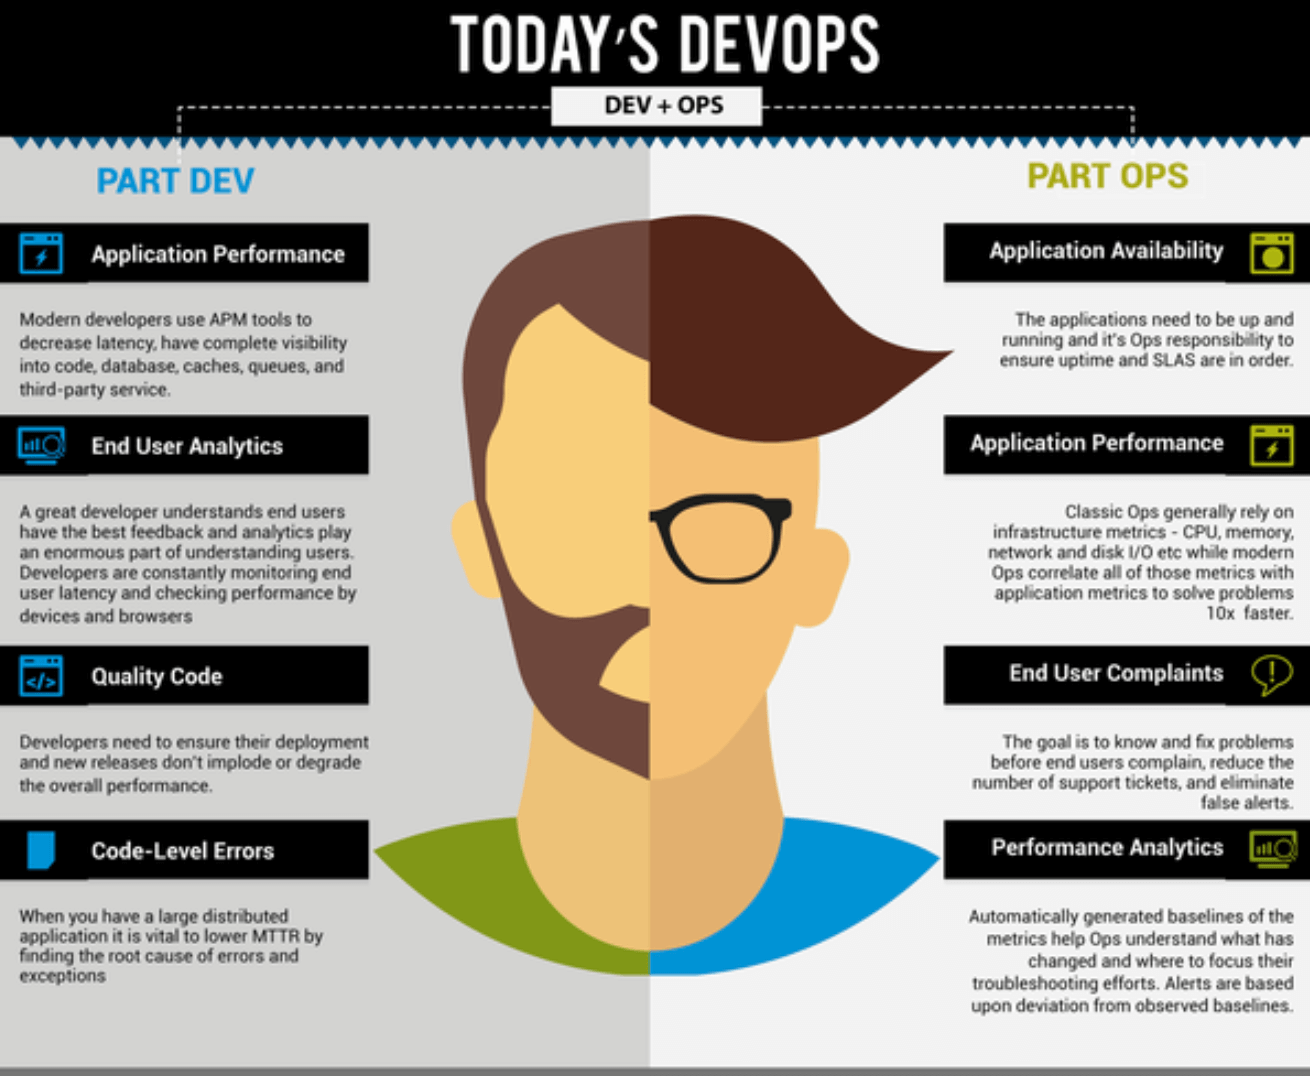 TODAY'S DEVOPS
DEV + OPS
PART DEV
Application Performance
Modern developers use APM tools to
decrease latency, have complete visibility
into code, database, caches, queues, and
third-party service.
End User Analytics
A great developer understands end users
have the best feedback and analytics play
an enormous part of understanding users.
Developers are constantly monitoring end
user latency and checking performance by
devices and browsers
Quality Code
</>
Developers need to ensure their deployment
and new releases don't implode or degrade
the overall performance.
Code-Level Errors
When you have a large distributed
application it is vital to lower MTTR by
finding the root cause of errors and
exceptions
PART OPS
Application Availability
The applications need to be up and
running and it's Ops responsibility to
ensure uptime and SLAS are in order.
Application Performance
Classic Ops generally rely on
infrastructure metrics - CPU, memory,
network and disk I/O etc while modern
Ops correlate all of those metrics with
application metrics to solve problems
10x faster.
End User Complaints
!
The goal is to know and fix problems
before end users complain, reduce the
number of support tickets, and eliminate
false alerts.
Performance Analytics
Automatically generated baselines of the
metrics help Ops understand what has
changed and where to focus their
troubleshooting efforts. Alerts are based
upon deviation from observed baselines.